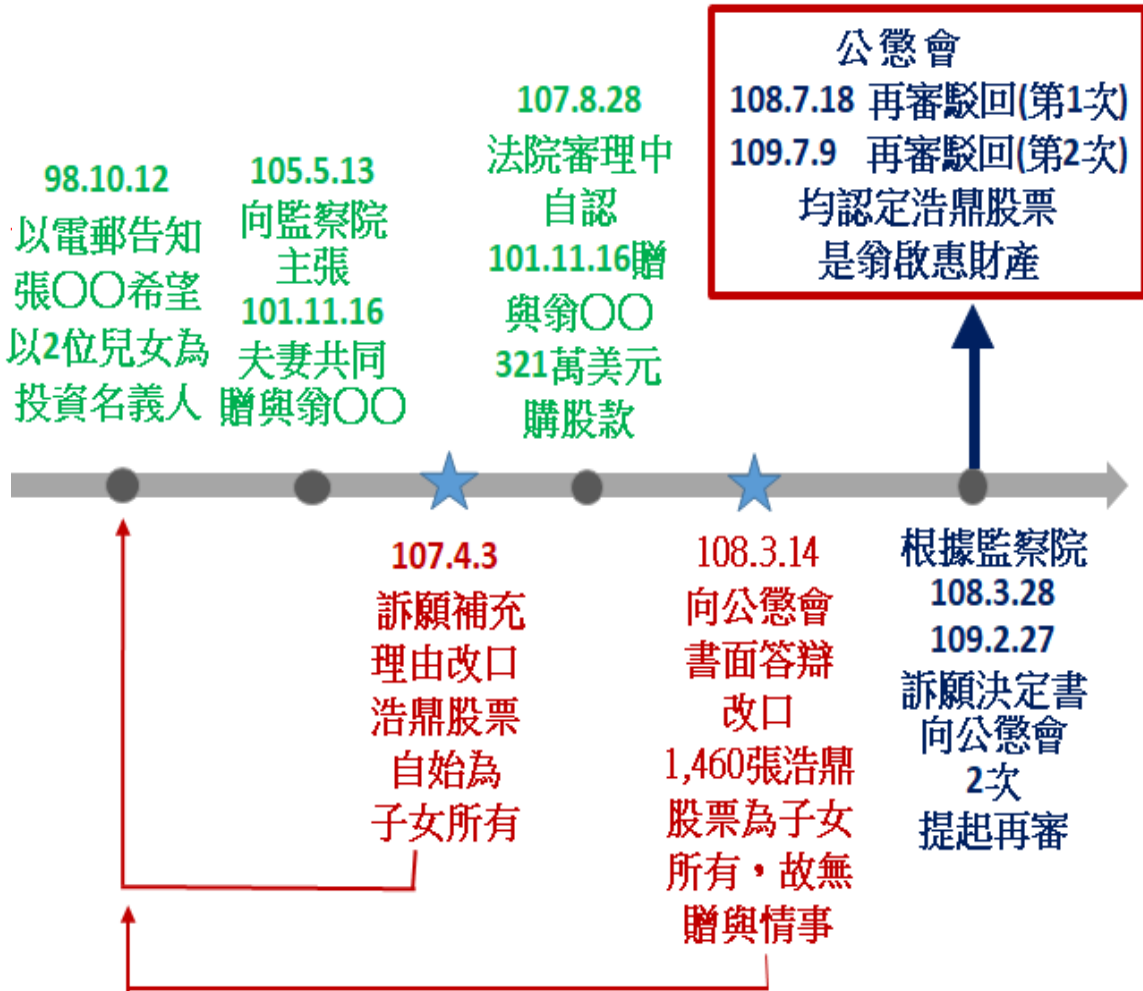 98.10.12
以電郵告知
張〇〇希望
以2位兒女為
投資名義人
105.5.13
向監察院
主張
101.11.16
夫妻共同
贈與翁〇〇
107.8.28
法院審理中
自認
101.11.16贈
與翁〇〇
321萬美元
購股款
公懲會
108.7.18 再審駁回(第1次)
109.7.9 再審駁回(第2次)
均認定浩鼎股票
是翁啟惠財產
107.4.3
訴願補充
理由改口
浩鼎股票
自始為
子女所有
108.3.14
向公懲會
書面答辯
改口
1,460張浩鼎
股票為子女
所有，故無
贈與情事
根據監察院
108.3.28
109.2.27
訴願決定書
向公懲會
2次
提起再審